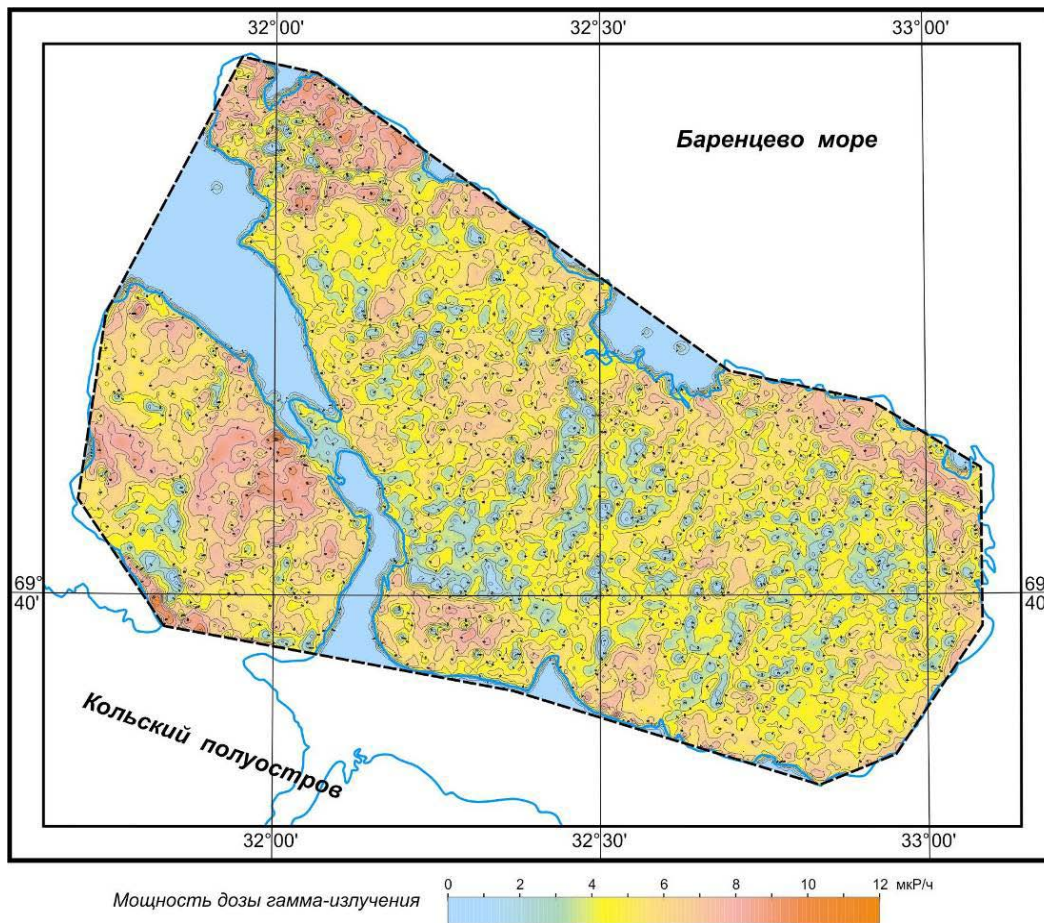 32°00' 32°30' 33°00'
Баренцево море
69°
40'
69°
40'
Кольский полуостров
32°00' 32°30' 33°00'
Мощность дозы гамма-излучения 0 2 4 6 8 10 12 мкР/ч